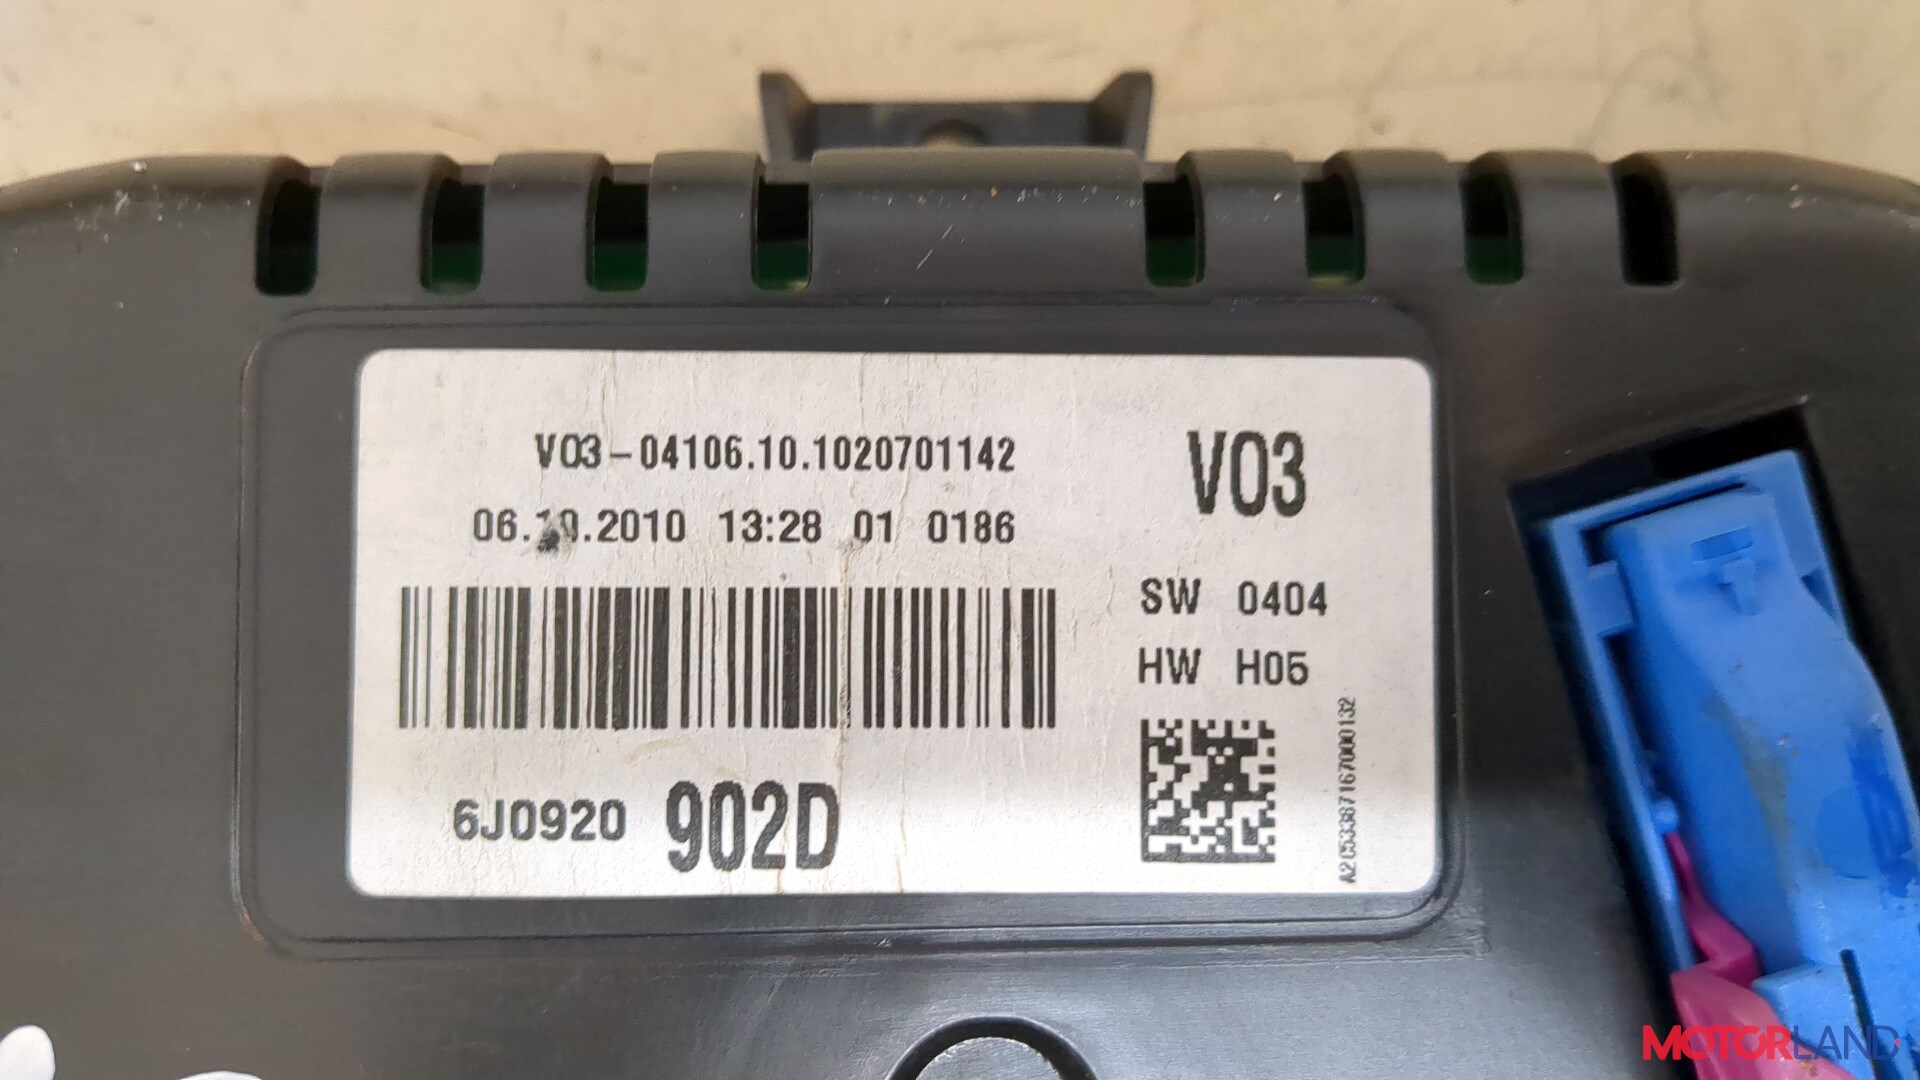 V03-04106.10.1020701142
06.10.2010 13:28 01 0186
V03
SW 0404
HW H05
6J0920 902D
A2C53387167000132
MOTORLAND